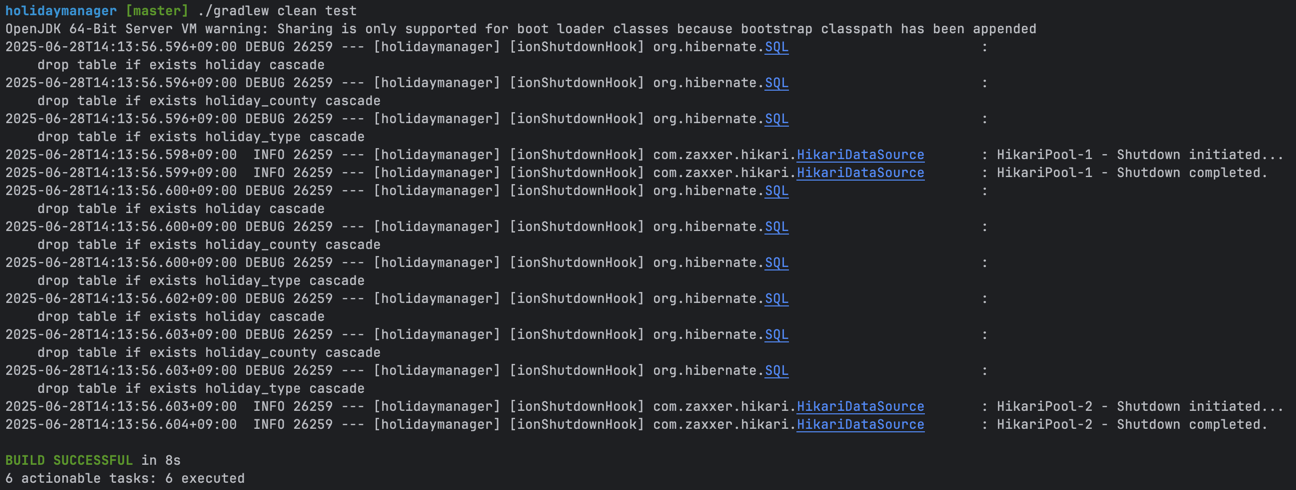 holidaymanager [master] ./gradlew clean test
OpenJDK 64-Bit Server VM warning: Sharing is only supported for boot loader classes because bootstrap classpath has been appended
2025-06-28T14:13:56.596+09:00 DEBUG 26259 --- [holidaymanager] [ionShutdownHook] org.hibernate.SQL                        :
    drop table if exists holiday cascade
2025-06-28T14:13:56.596+09:00 DEBUG 26259 --- [holidaymanager] [ionShutdownHook] org.hibernate.SQL                        :
    drop table if exists holiday_county cascade
2025-06-28T14:13:56.596+09:00 DEBUG 26259 --- [holidaymanager] [ionShutdownHook] org.hibernate.SQL                        :
    drop table if exists holiday_type cascade
2025-06-28T14:13:56.598+09:00  INFO 26259 --- [holidaymanager] [ionShutdownHook] com.zaxxer.hikari.HikariDataSource       : HikariPool-1 - Shutdown initiated...
2025-06-28T14:13:56.599+09:00  INFO 26259 --- [holidaymanager] [ionShutdownHook] com.zaxxer.hikari.HikariDataSource       : HikariPool-1 - Shutdown completed.
2025-06-28T14:13:56.600+09:00 DEBUG 26259 --- [holidaymanager] [ionShutdownHook] org.hibernate.SQL                        :
    drop table if exists holiday cascade
2025-06-28T14:13:56.600+09:00 DEBUG 26259 --- [holidaymanager] [ionShutdownHook] org.hibernate.SQL                        :
    drop table if exists holiday_county cascade
2025-06-28T14:13:56.600+09:00 DEBUG 26259 --- [holidaymanager] [ionShutdownHook] org.hibernate.SQL                        :
    drop table if exists holiday_type cascade
2025-06-28T14:13:56.602+09:00 DEBUG 26259 --- [holidaymanager] [ionShutdownHook] org.hibernate.SQL                        :
    drop table if exists holiday cascade
2025-06-28T14:13:56.603+09:00 DEBUG 26259 --- [holidaymanager] [ionShutdownHook] org.hibernate.SQL                        :
    drop table if exists holiday_county cascade
2025-06-28T14:13:56.603+09:00 DEBUG 26259 --- [holidaymanager] [ionShutdownHook] org.hibernate.SQL                        :
    drop table if exists holiday_type cascade
2025-06-28T14:13:56.603+09:00  INFO 26259 --- [holidaymanager] [ionShutdownHook] com.zaxxer.hikari.HikariDataSource       : HikariPool-2 - Shutdown initiated...
2025-06-28T14:13:56.604+09:00  INFO 26259 --- [holidaymanager] [ionShutdownHook] com.zaxxer.hikari.HikariDataSource       : HikariPool-2 - Shutdown completed.
BUILD SUCCESSFUL in 8s
6 actionable tasks: 6 executed